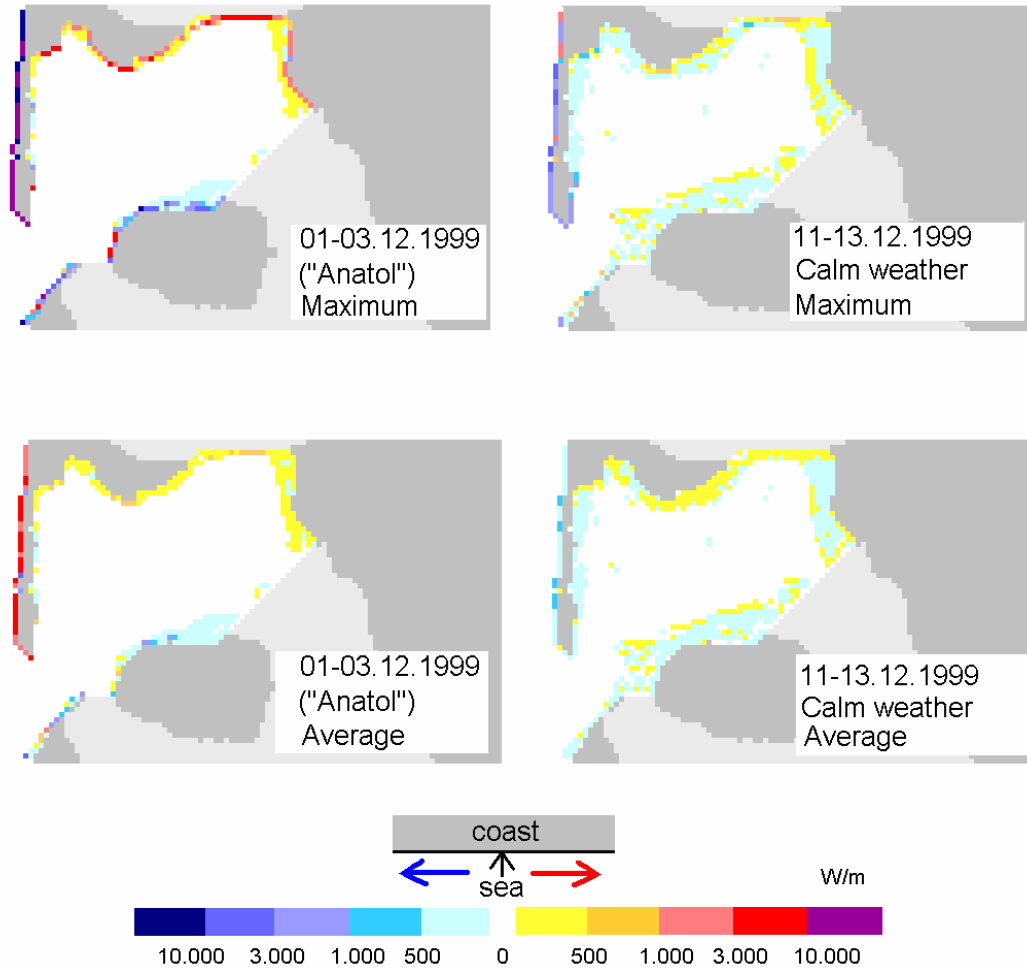 01-03.12.1999
("Anatol")
Maximum
11-13.12.1999
Calm weather
Maximum
01-03.12.1999
("Anatol")
Average
11-13.12.1999
Calm weather
Average
coast
sea
W/m
10.000 3.000 1.000 500 0 500 1.000 3.000 10.000